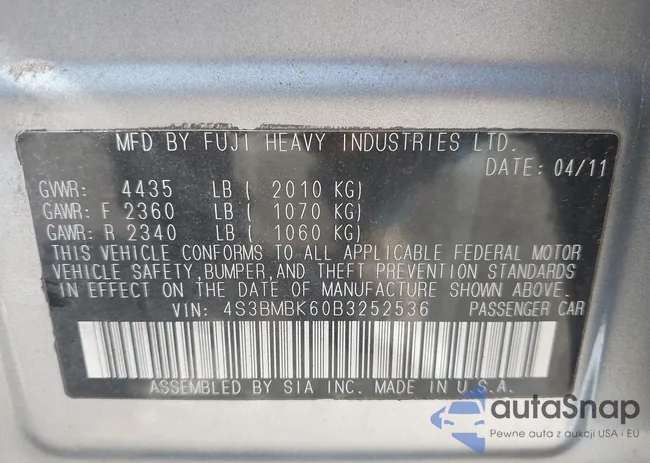 MFD BY FUJI HEAVY INDUSTRIES LTD.
DATE: 04/11
GVWR: 4435 LB ( 2010 KG)
GAWR: F 2360 LB ( 1070 KG)
GAWR: R 2340 LB ( 1060 KG)
THIS VEHICLE CONFORMS TO ALL APPLICABLE FEDERAL MOTOR
VEHICLE SAFETY,BUMPER,AND THEFT PREVENTION STANDARDS
IN EFFECT ON THE DATE OF MANUFACTURE SHOWN ABOVE.
VIN: 4S3BMBK60B3252536 PASSENGER CAR
ASSEMBLED BY SIA INC. MADE IN U.S.A.
autaSnap
Pewne auta z aukcji USA i EU